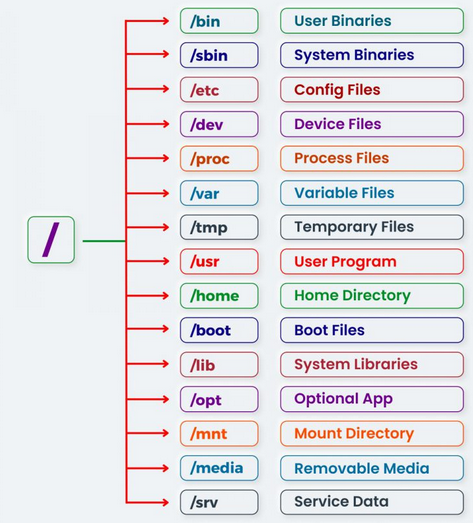 /bin User Binaries
/sbin System Binaries
/etc Config Files
/dev Device Files
/proc Process Files
/var Variable Files
/ /tmp Temporary Files
/usr User Program
/home Home Directory
/boot Boot Files
/lib System Libraries
/opt Optional App
/mnt Mount Directory
/media Removable Media
/srv Service Data